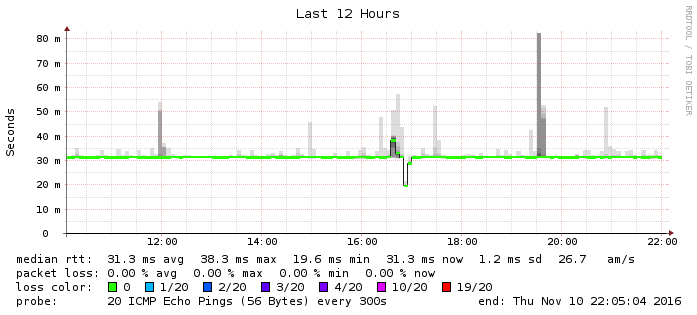 Last 12 Hours
RRDTOOL / TOBI OETIKER
Seconds
80 m
70 m
60 m
50 m
40 m
30 m
20 m
10 m
0
12:00 14:00 16:00 18:00 20:00 22:00
median rtt: 31.3 ms avg 38.3 ms max 19.6 ms min 31.3 ms now 1.2 ms sd 26.7 am/s
packet loss: 0.00 % avg 0.00 % max 0.00 % min 0.00 % now
loss color: 0 1/20 2/20 3/20 4/20 10/20 19/20
probe: 20 ICMP Echo Pings (56 Bytes) every 300s end: Thu Nov 10 22:05:04 2016